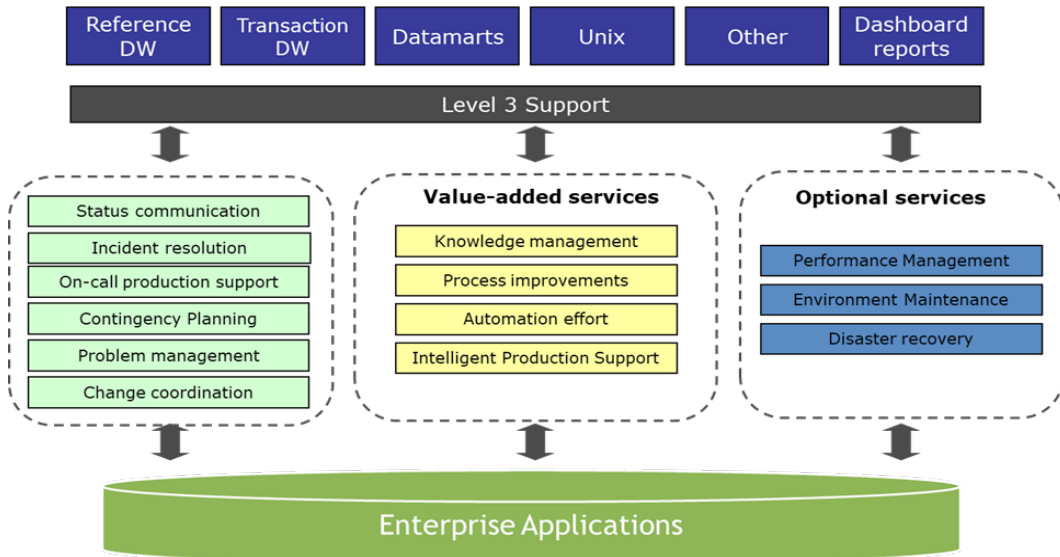 Reference
DW
Transaction
DW
Datamarts
Unix
Other
Dashboard
reports
Level 3 Support
Status communication
Incident resolution
On-call production support
Contingency Planning
Problem management
Change coordination
Value-added services
Knowledge management
Process improvements
Automation effort
Intelligent Production Support
Optional services
Performance Management
Environment Maintenance
Disaster recovery
Enterprise Applications